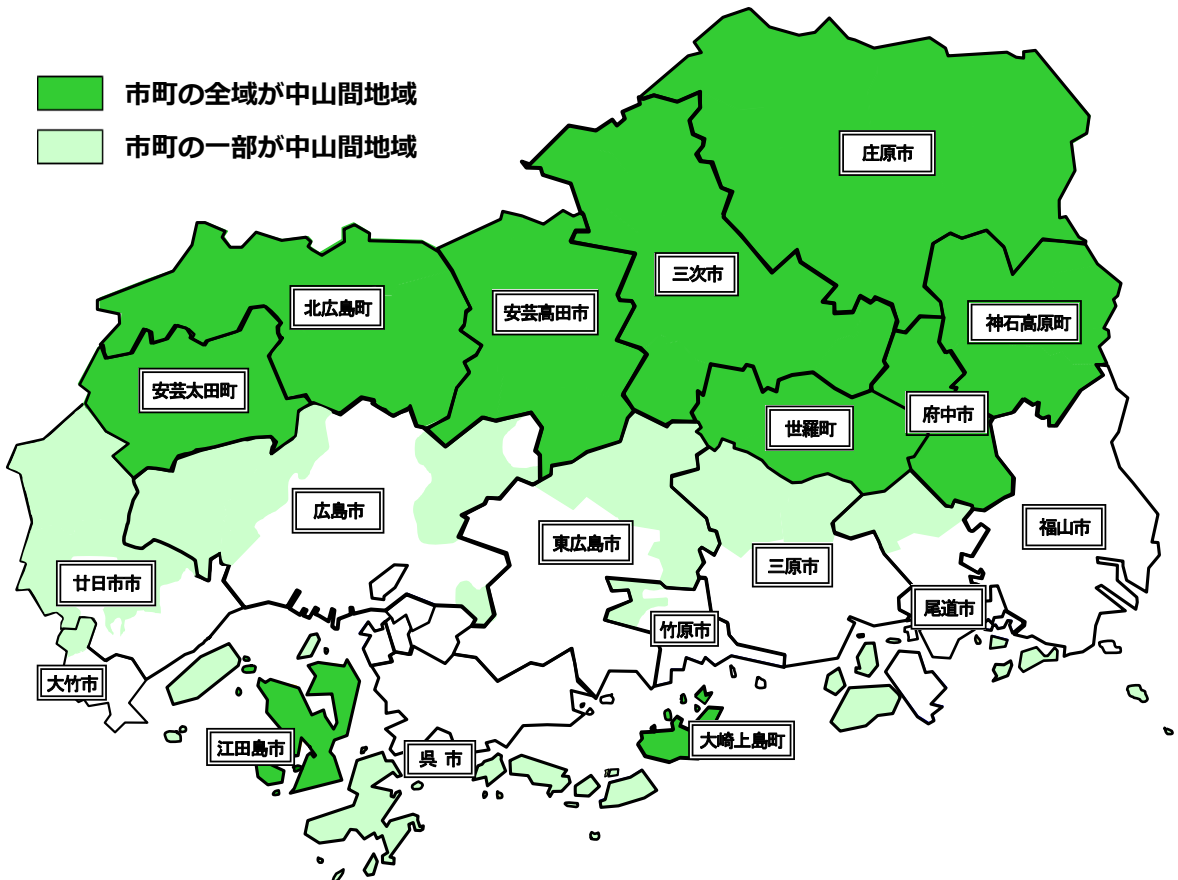 市町の全域が中山間地域
市町の一部が中山間地域
庄原市
三次市
北広島町
安芸高田市
神石高原町
安芸太田町
府中市
世羅町
広島市
福山市
東広島市
三原市
廿日市市
尾道市
竹原市
大竹市
江田島市
大崎上島町
呉 市